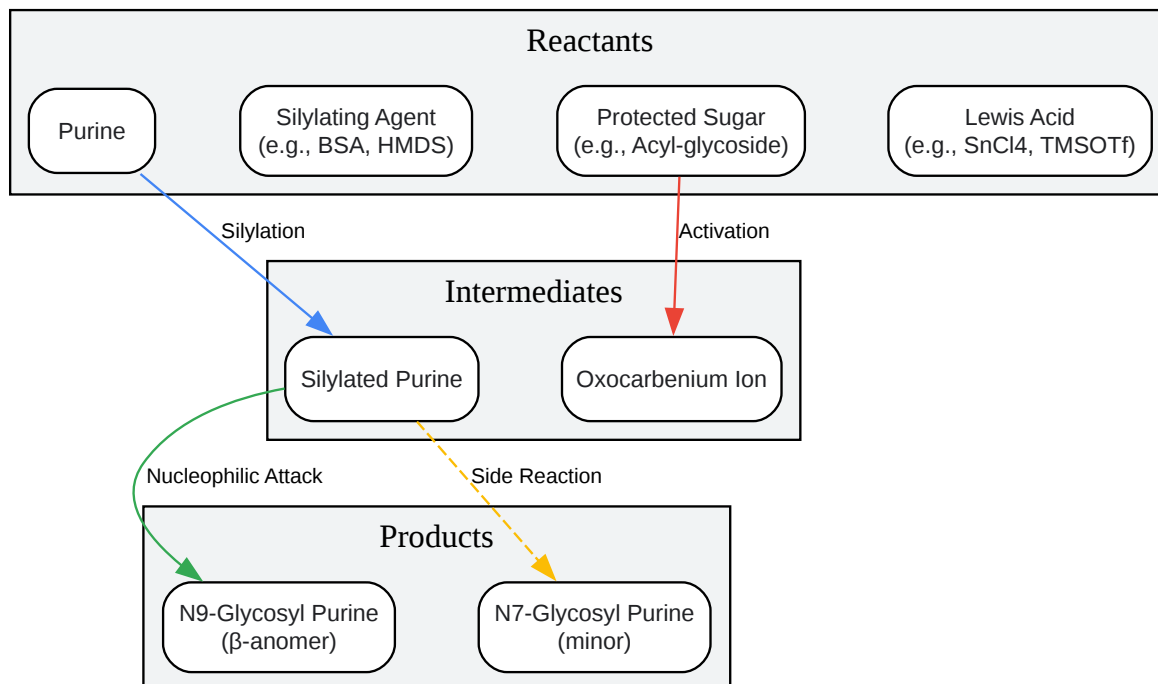 Reactants
Purine
Silylating Agent
(e.g., BSA, HMDS)
Protected Sugar
(e.g., Acyl-glycoside)
Lewis Acid
(e.g., SnCl4, TMSOTf)
Silylation
Activation
Intermediates
Silylated Purine
Oxocarbenium Ion
Nucleophilic Attack
Side Reaction
Products
N9-Glycosyl Purine
(β-anomer)
N7-Glycosyl Purine
(minor)